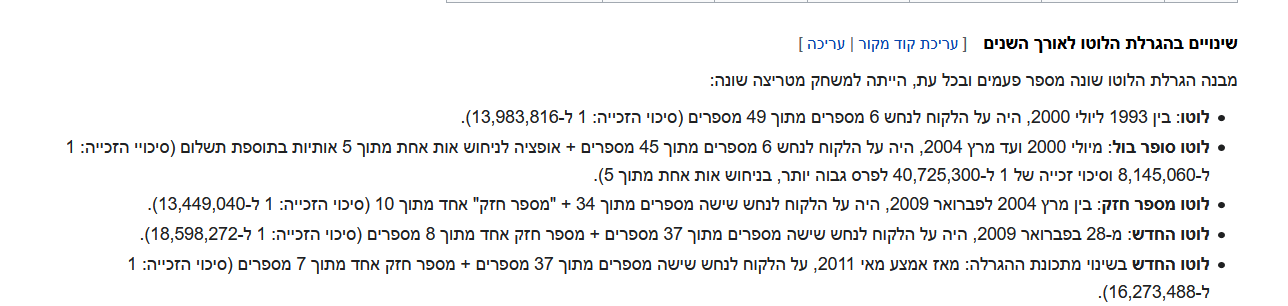 שינויים בהגרלת הלוטו לאורך השנים [ עריכת קוד מקור | עריכה ]
מבנה הגרלת הלוטו שונה מספר פעמים ובכל עת, הייתה למשחק מטריצה שונה:
• לוטו: בין 1993 ליולי 2000, היה על הלקוח לנחש 6 מספרים מתוך 49 מספרים (סיכוי הזכייה: 1 ל-13,983,816).
• לוטו סופר בול: מיולי 2000 ועד מרץ 2004, היה על הלקוח לנחש 6 מספרים מתוך 45 מספרים + אופציה לניחוש אות אחת מתוך 5 אותיות בתוספת תשלום (סיכויי הזכייה: 1
ל-8,145,060 וסיכוי זכייה של 1 ל-40,725,300 לפרס גבוה יותר, בניחוש אות אחת מתוך 5).
• לוטו מספר חזק: בין מרץ 2004 לפברואר 2009, היה על הלקוח לנחש שישה מספרים מתוך 34 + "מספר חזק" אחד מתוך 10 (סיכוי הזכייה: 1 ל-13,449,040).
• לוטו החדש: מ-28 בפברואר 2009, היה על הלקוח לנחש שישה מספרים מתוך 37 מספרים + מספר חזק אחד מתוך 8 מספרים (סיכוי הזכייה: 1 ל-18,598,272).
• לוטו החדש בשינוי מתכונת ההגרלה: מאז אמצע מאי 2011, על הלקוח לנחש שישה מספרים מתוך 37 מספרים + מספר חזק אחד מתוך 7 מספרים (סיכוי הזכייה: 1
ל-16,273,488).